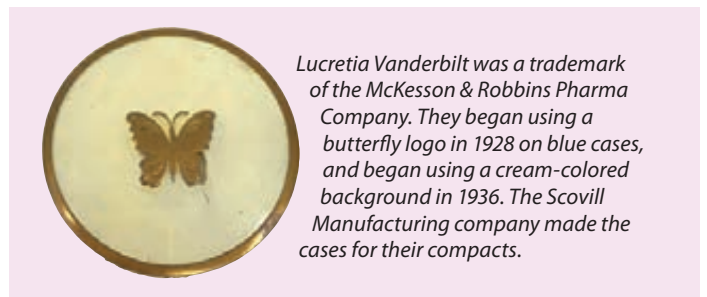 Lucretia Vanderbilt was a trademark
of the McKesson & Robbins Pharma
Company. They began using a
butterfly logo in 1928 on blue cases,
and began using a cream-colored
background in 1936. The Scovill
Manufacturing company made the
cases for their compacts.